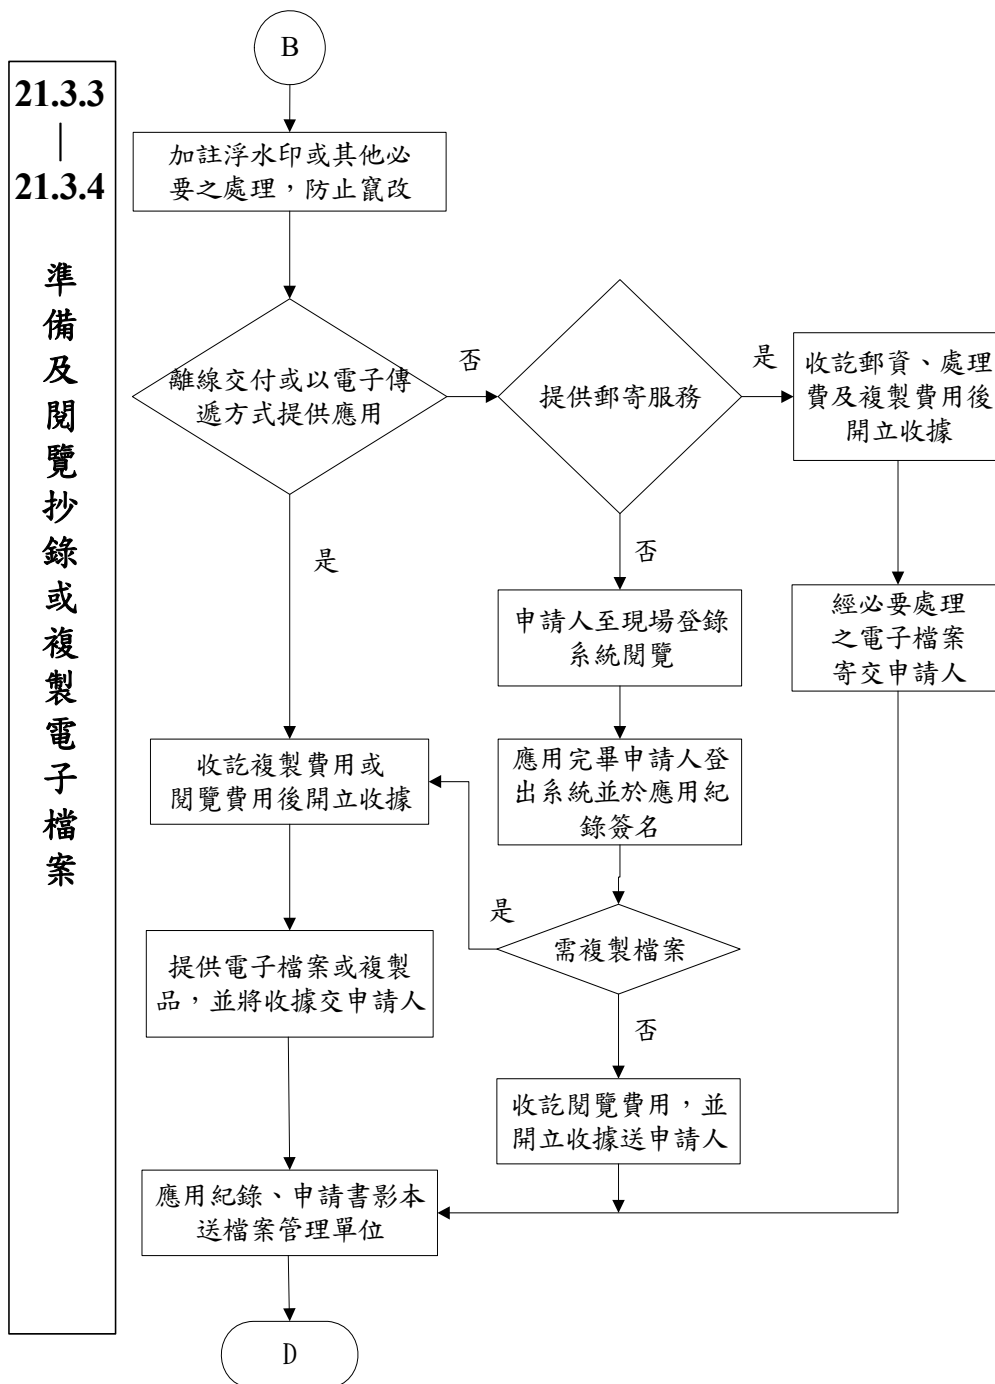 B
21.3.3
｜
21.3.4
準備及閱覽抄錄或複製電子檔案
加註浮水印或其他必
要之處理，防止竄改
離線交付或以電子傳
遞方式提供應用
否
提供郵寄服務
是
收訖郵資、處理
費及複製費用後
開立收據
是
否
申請人至現場登錄
系統閱覽
經必要處理
之電子檔案
寄交申請人
收訖複製費用或
閱覽費用後開立收據
應用完畢申請人登
出系統並於應用紀
錄簽名
是
需複製檔案
提供電子檔案或複製
品，並將收據交申請人
否
收訖閱覽費用，並
開立收據送申請人
應用紀錄、申請書影本
送檔案管理單位
D